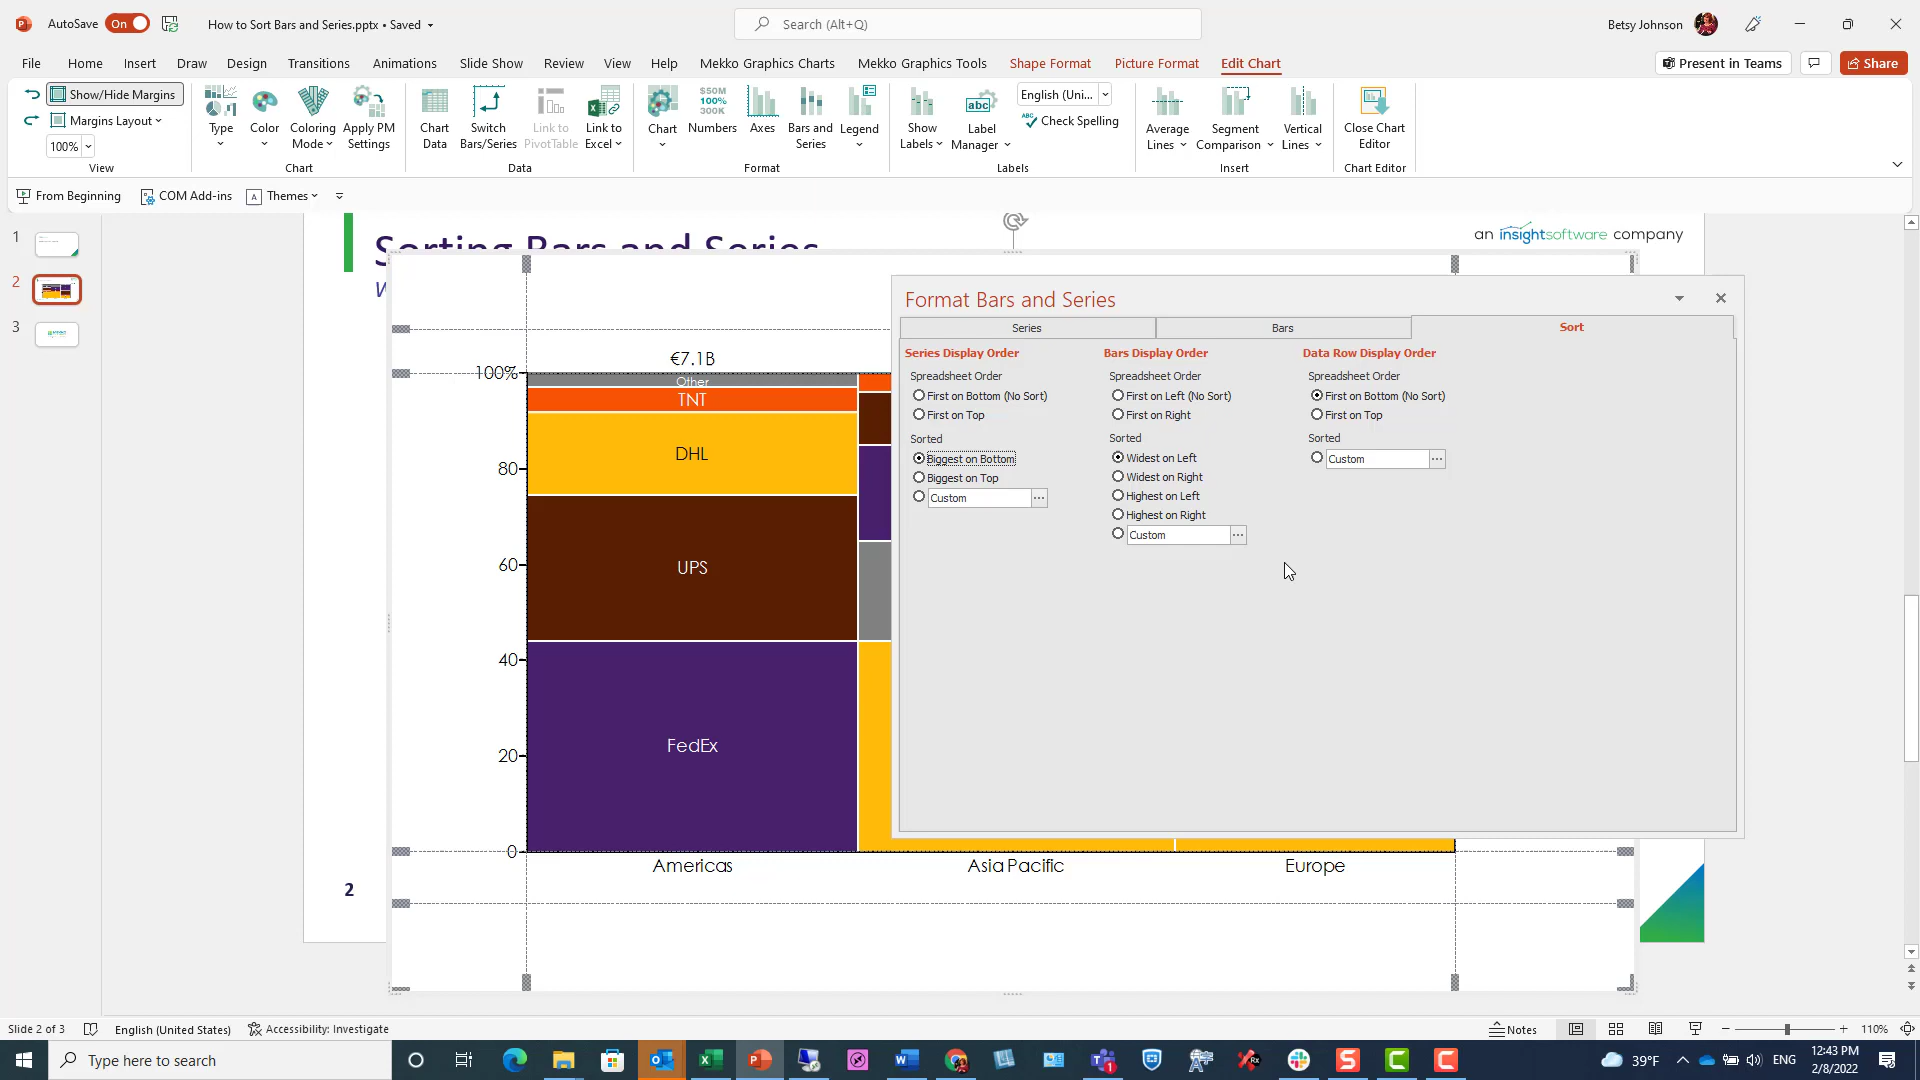 AutoSave On How to Sort Bars and Series.pptx • Saved Search (Alt+Q) Betsy Johnson
File Home Insert Draw Design Transitions Animations Slide Show Review View Help Mekko Graphics Charts Mekko Graphics Tools Shape Format Picture Format Edit Chart Present in Teams Share
Show/Hide Margins
Margins Layout
100%
View
Type
Color
Coloring
Mode
Apply PM
Settings
Chart
Chart
Data
Switch
Bars/Series
Link to
PivotTable
Link to
Excel
Data
Chart
$50M
100%
300K
Numbers
Axes
Bars and
Series
Legend
Format
Show
Labels
abc
Label
Manager
English (Uni...
ABC
Check Spelling
Labels
Average
Lines
Segment
Comparison
Vertical
Lines
Insert
Close Chart
Editor
Chart Editor
From Beginning COM Add-ins A Themes
1
2
3
Sorting Bars and Series
an insightsoftware company
€7.1B
100%
80
60
40
20
0
Other
TNT
DHL
UPS
FedEx
Americas Asia Pacific Europe
2
Format Bars and Series
Series Bars Sort
Series Display Order
Spreadsheet Order
First on Bottom (No Sort)
First on Top
Sorted
Biggest on Bottom
Biggest on Top
Custom ...
Bars Display Order
Spreadsheet Order
First on Left (No Sort)
First on Right
Sorted
Widest on Left
Widest on Right
Highest on Left
Highest on Right
Custom ...
Data Row Display Order
Spreadsheet Order
First on Bottom (No Sort)
First on Top
Sorted
Custom ...
Slide 2 of 3 English (United States) Accessibility: Investigate Notes 110%
Type here to search
39°F ENG
12:43 PM
2/8/2022